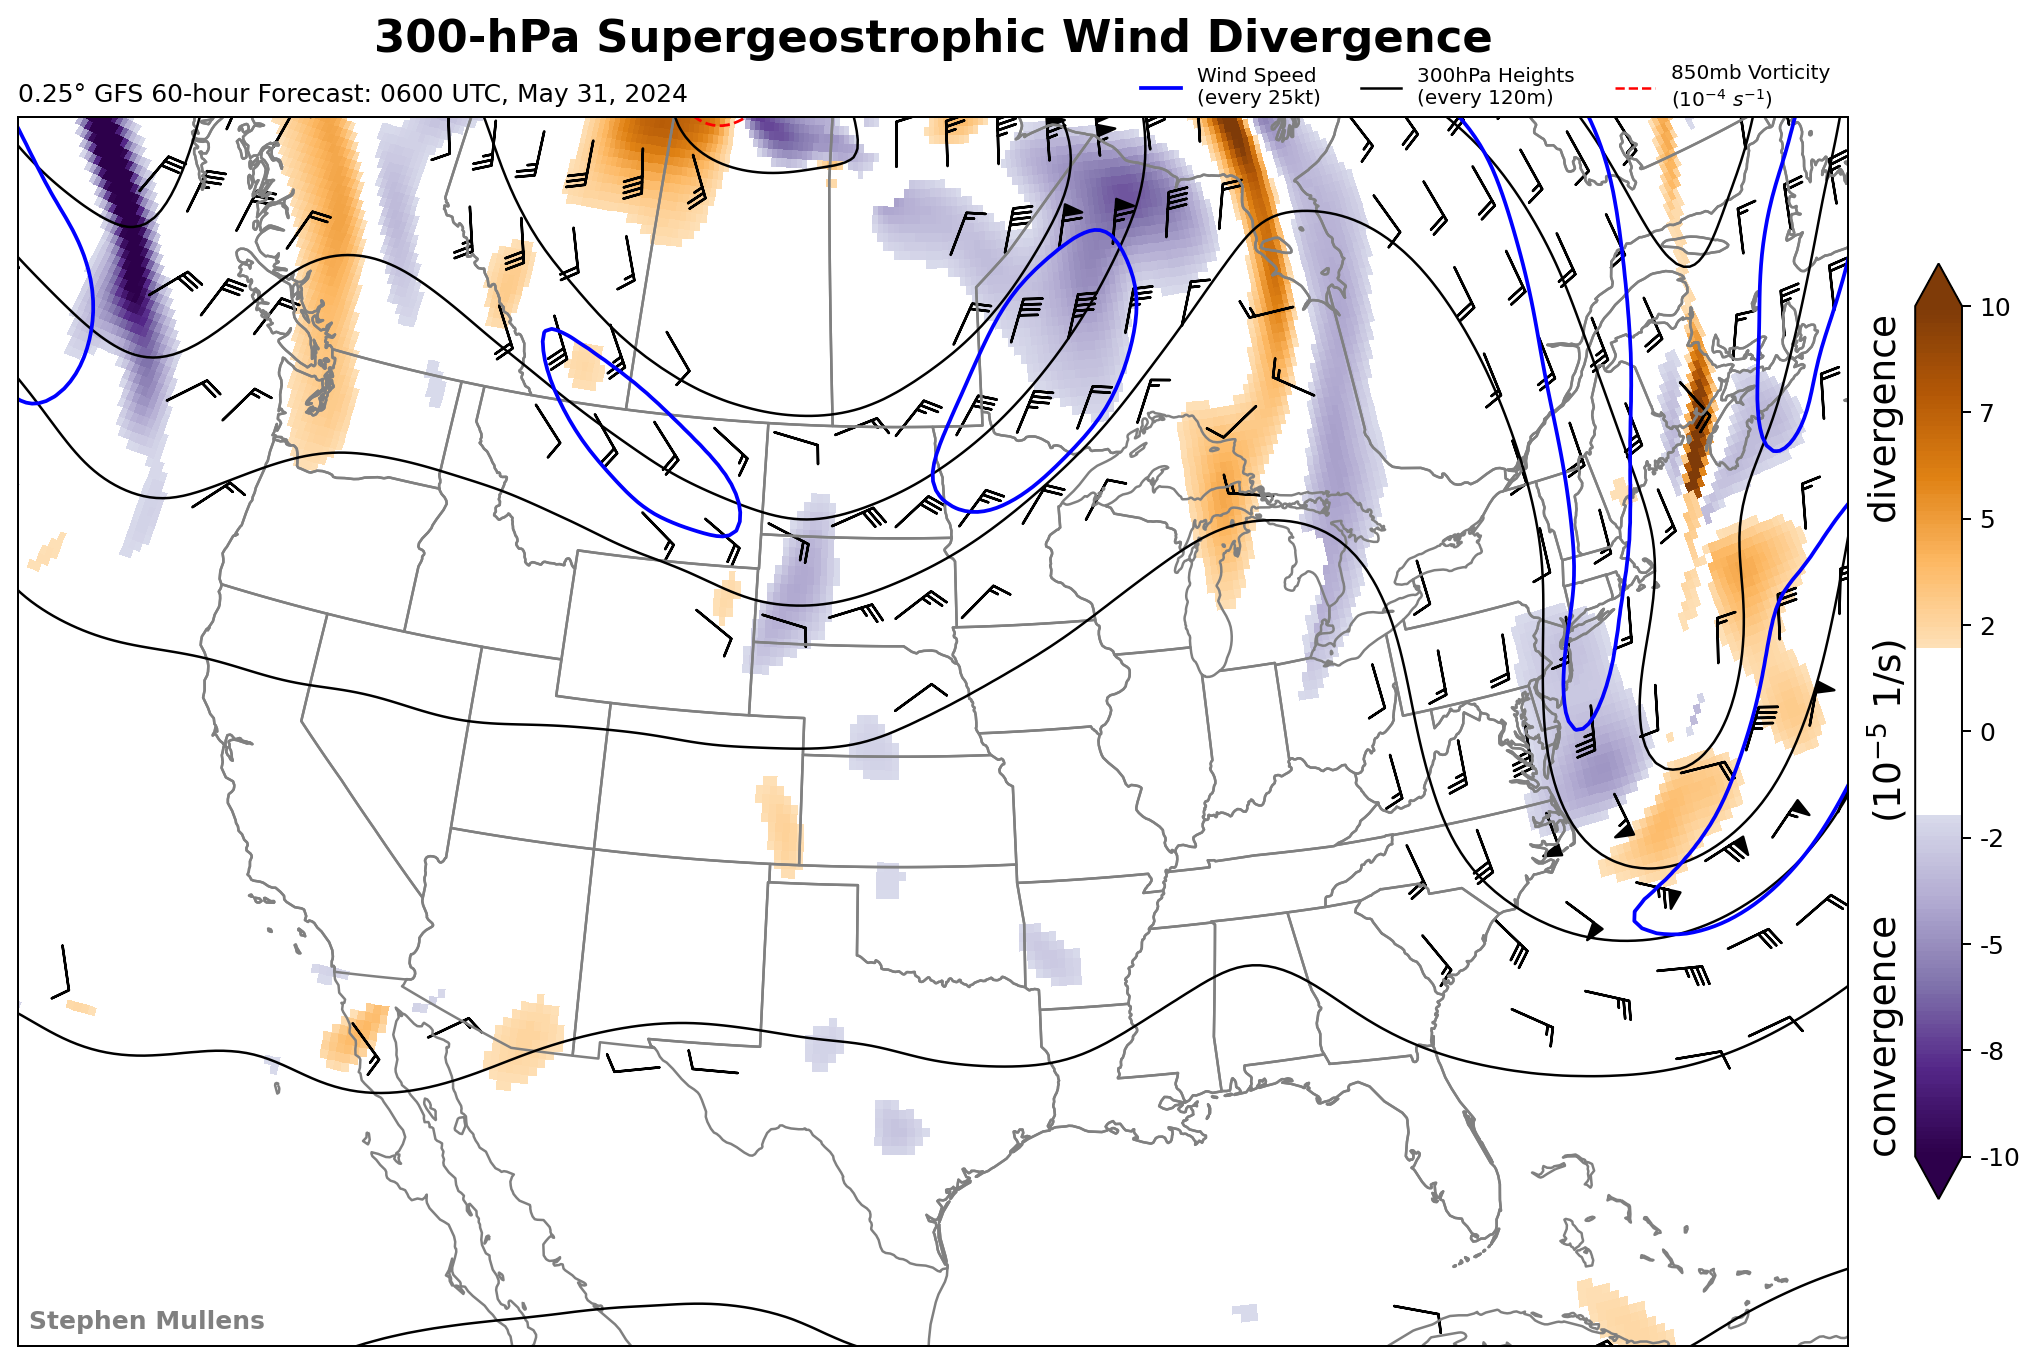 300-hPa Supergeostrophic Wind Divergence
0.25° GFS 60-hour Forecast: 0600 UTC, May 31, 2024
Wind Speed
(every 25kt)
300hPa Heights
(every 120m)
850mb Vorticity
(10⁻⁴ s⁻¹)
10
7
5
2
0
-2
-5
-8
-10
convergence (10⁻⁵ 1/s) divergence
Stephen Mullens